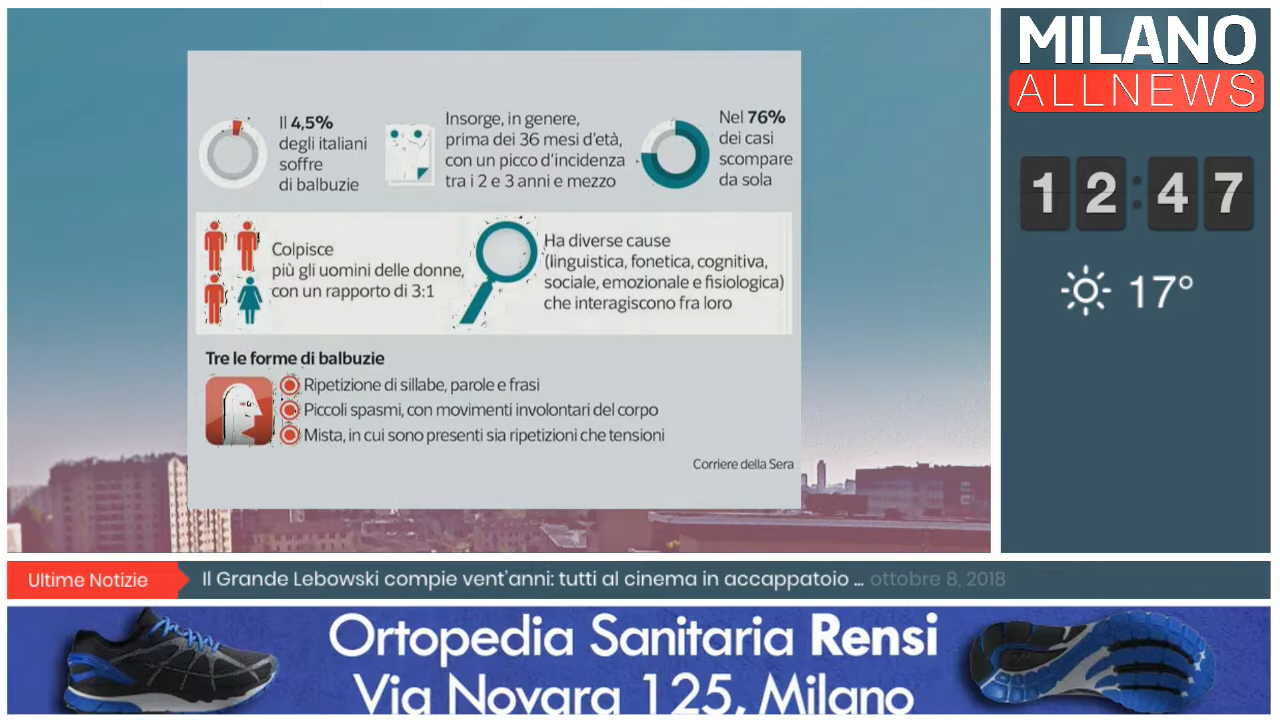 Il 4,5%
degli italiani
soffre
di balbuzie
Insorge, in genere,
prima dei 36 mesi d'età,
con un picco d'incidenza
tra i 2 e 3 anni e mezzo
Nel 76%
dei casi
scompare
da sola
Colpisce
più gli uomini delle donne,
con un rapporto di 3:1
Ha diverse cause
(linguistica, fonetica, cognitiva,
sociale, emozionale e fisiologica)
che interagiscono fra loro
Tre le forme di balbuzie
Ripetizione di sillabe, parole e frasi
Piccoli spasmi, con movimenti involontari del corpo
Mista, in cui sono presenti sia ripetizioni che tensioni
Corriere della Sera
MILANO
ALLNEWS
12:47
17°
Ultime Notizie
Il Grande Lebowski compie vent'anni: tutti al cinema in accappatoio ... ottobre 8, 2018
Ortopedia Sanitaria Rensi
Via Novara 125, Milano